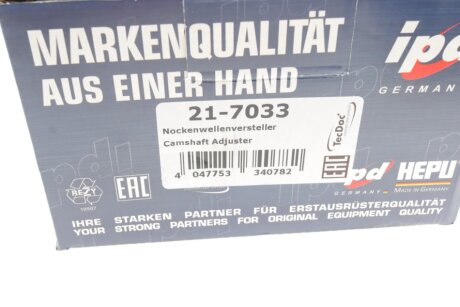 MARKENQUALITÄT
AUS EINER HAND
ipd
GERMANY
21-7033
Nockenwellenversteller
Camshaft Adjuster
TecDoc
4 047753 340782
EAC
RESY
EAC
ipd
GERMANY
HEPU
MADE IN GERMANY
IHRE STARKEN PARTNER FÜR ERSTAUSRÜSTERQUALITÄT
YOUR STRONG PARTNERS FOR ORIGINAL EQUIPMENT QUALITY